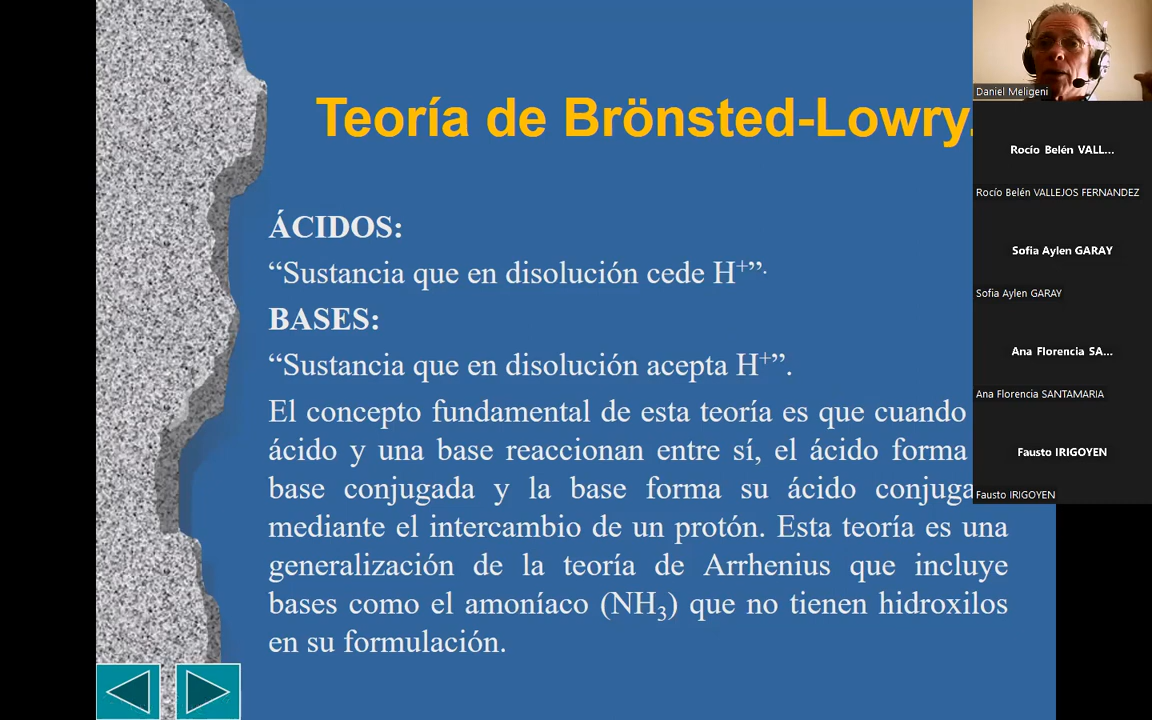 Teoría de Brönsted-Lowry.
ÁCIDOS:
“Sustancia que en disolución cede H⁺”.
BASES:
“Sustancia que en disolución acepta H⁺”.
El concepto fundamental de esta teoría es que cuando
ácido y una base reaccionan entre sí, el ácido forma
base conjugada y la base forma su ácido conjuga
mediante el intercambio de un protón. Esta teoría es una
generalización de la teoría de Arrhenius que incluye
bases como el amoníaco (NH₃) que no tienen hidroxilos
en su formulación.
Daniel Meligeni
Rocío Belén VALL...
Rocío Belén VALLEJOS FERNANDEZ
Sofia Aylen GARAY
Sofia Aylen GARAY
Ana Florencia SA...
Ana Florencia SANTAMARIA
Fausto IRIGOYEN
Fausto IRIGOYEN